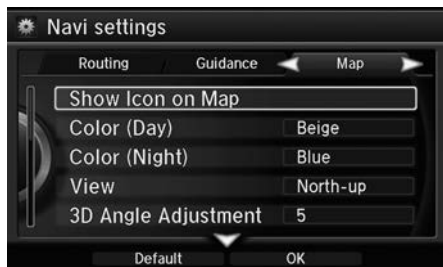 Navi settings
Routing Guidance Map
Show Icon on Map
Color (Day) Beige
Color (Night) Blue
View North-up
3D Angle Adjustment 5
Default OK